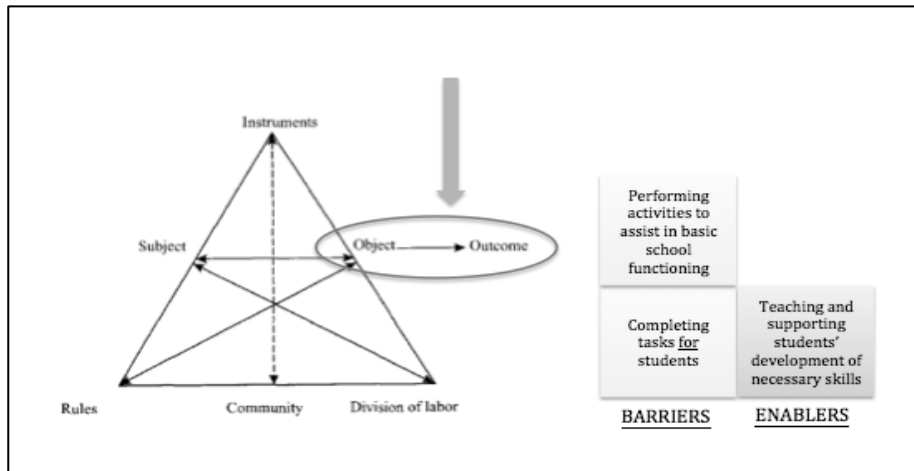 Instruments
Subject
Object
Outcome
Rules
Community
Division of labor
Performing
activities to
assist in basic
school
functioning
Completing
tasks for
students
Teaching and
supporting
students'
development of
necessary skills
BARRIERS
ENABLERS